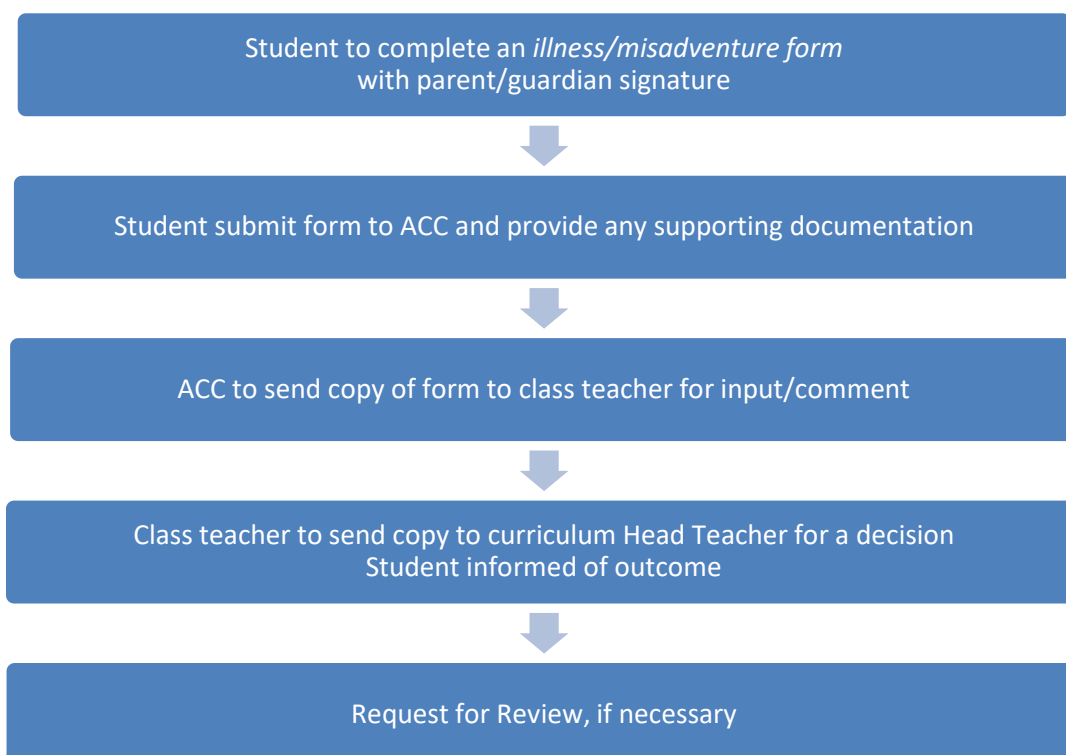 Student to complete an illness/misadventure form
with parent/guardian signature
Student submit form to ACC and provide any supporting documentation
ACC to send copy of form to class teacher for input/comment
Class teacher to send copy to curriculum Head Teacher for a decision
Student informed of outcome
Request for Review, if necessary